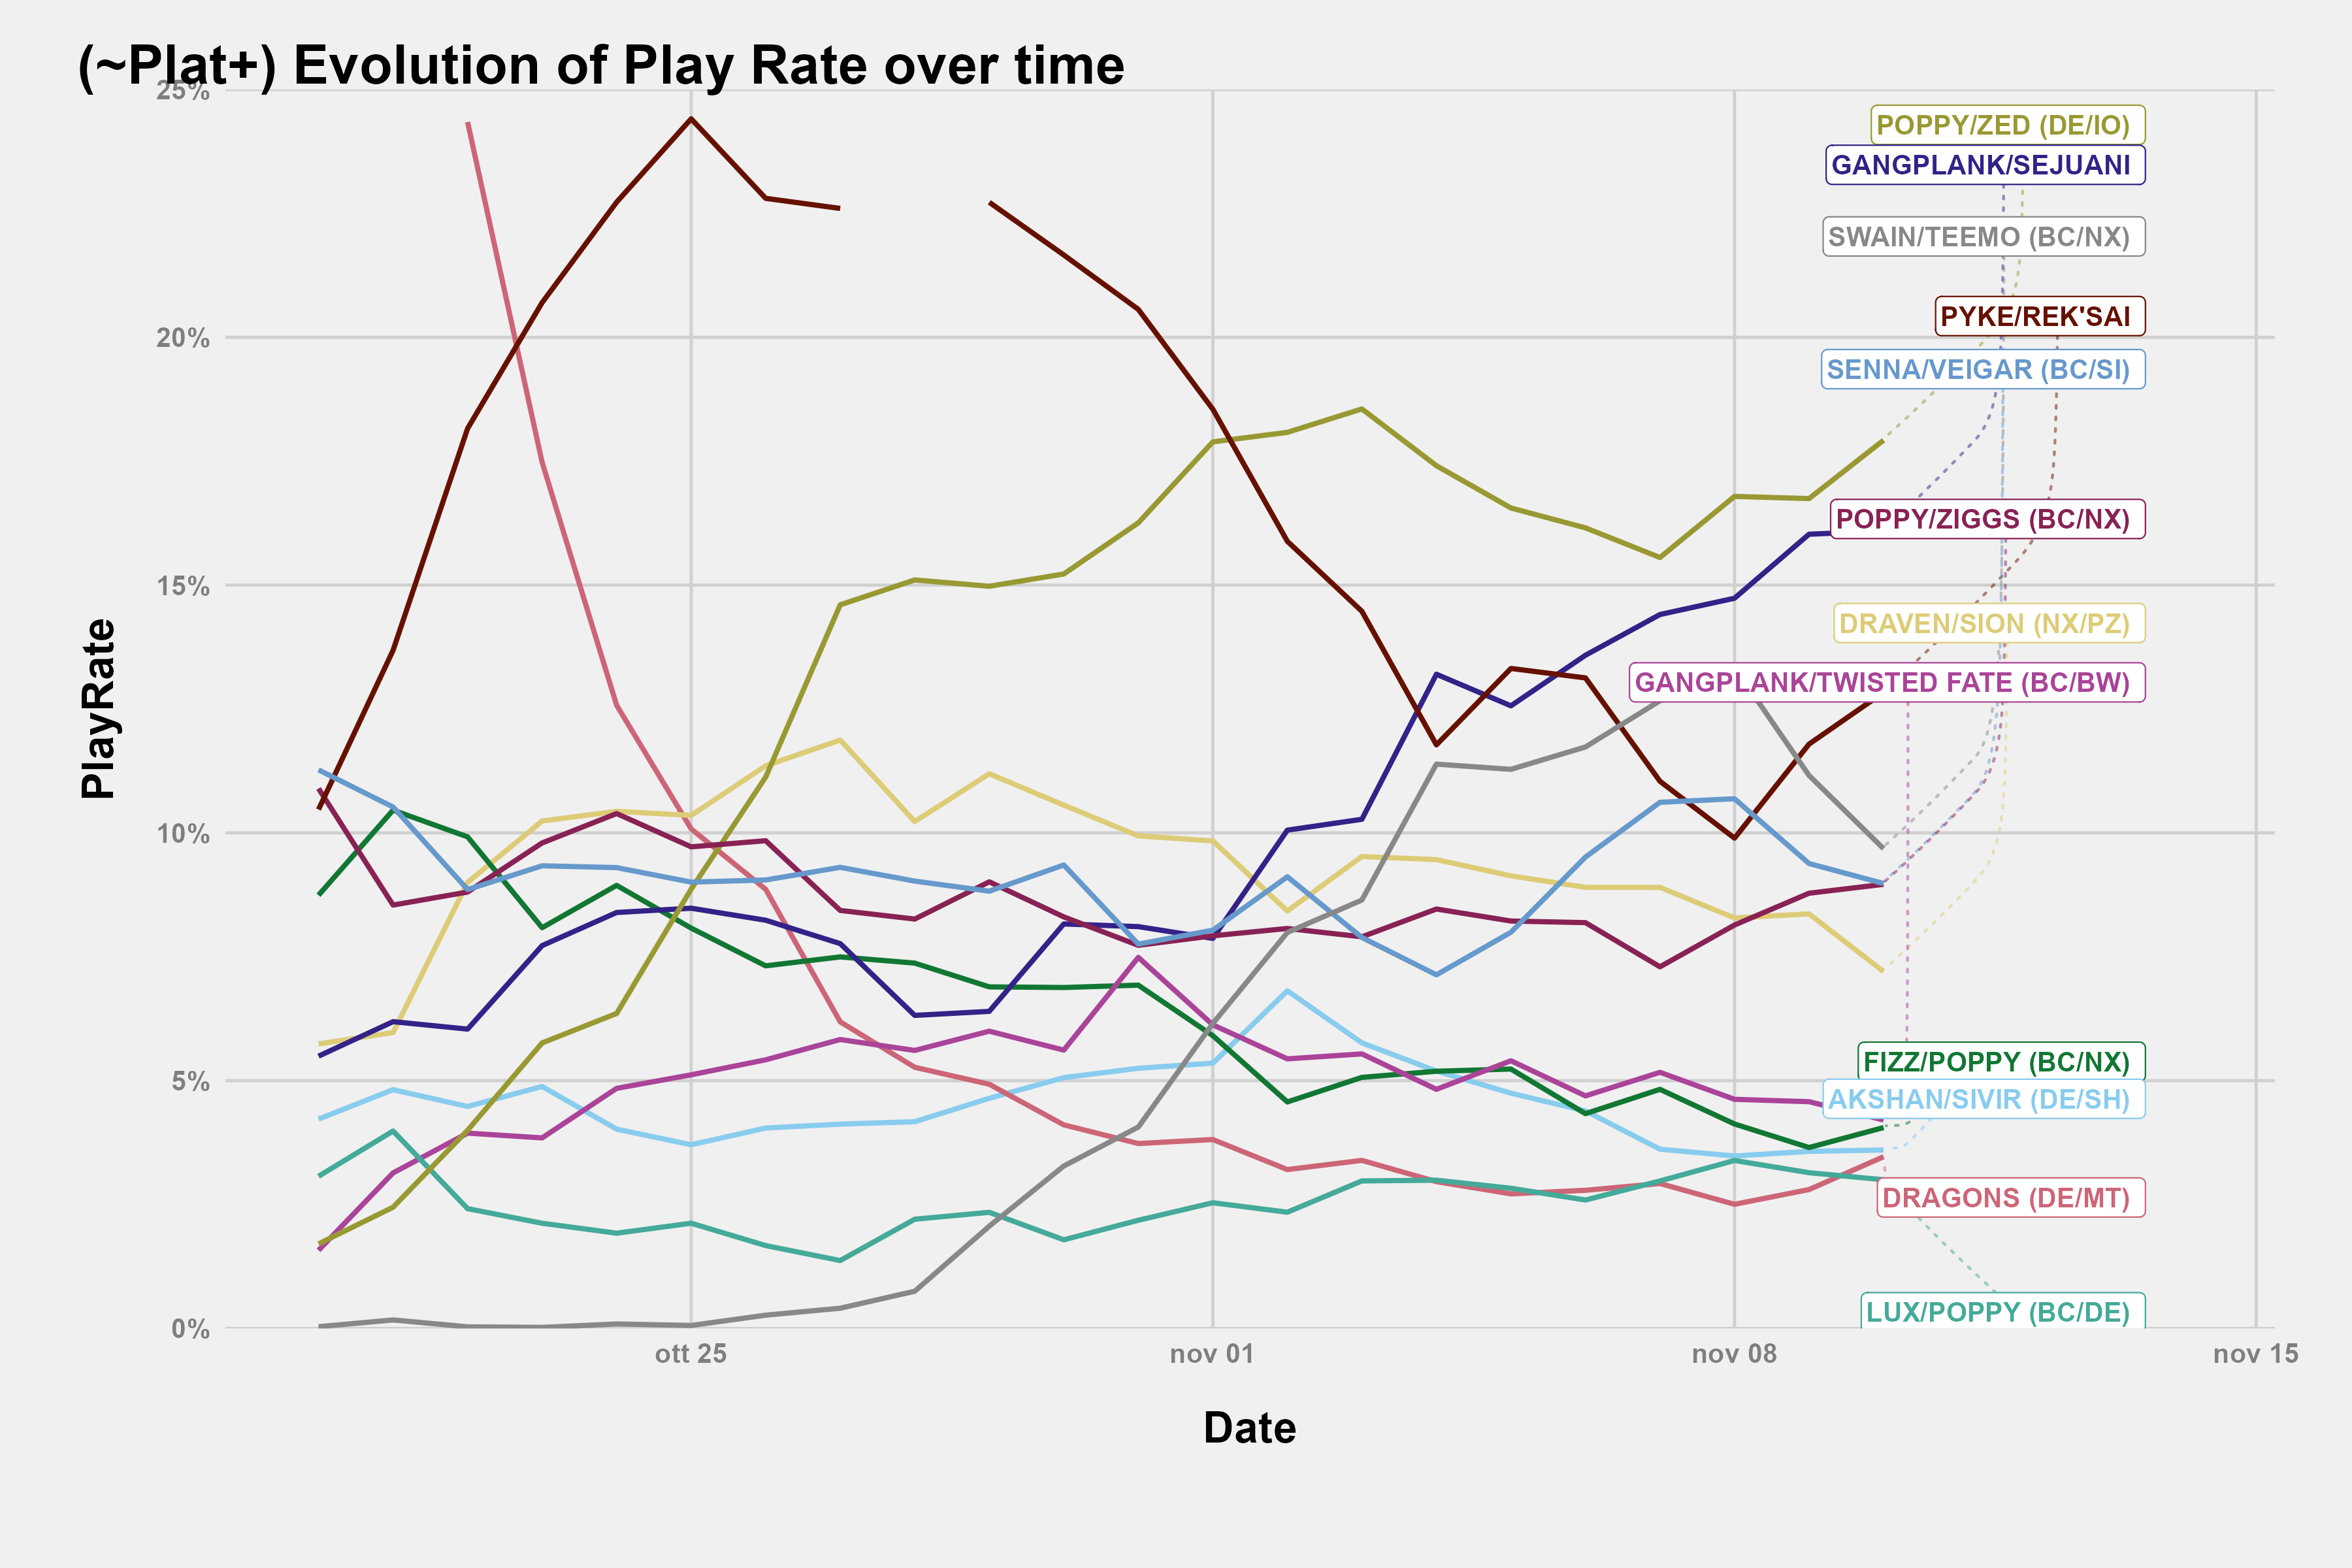 (~Plat+) Evolution of Play Rate over time
25%
20%
15%
10%
5%
0%
PlayRate
POPPY/ZED (DE/IO)
GANGPLANK/SEJUANI
SWAIN/TEEMO (BC/NX)
PYKE/REK'SAI
SENNA/VEIGAR (BC/SI)
POPPY/ZIGGS (BC/NX)
DRAVEN/SION (NX/PZ)
GANGPLANK/TWISTED FATE (BC/BW)
FIZZ/POPPY (BC/NX)
AKSHAN/SIVIR (DE/SH)
DRAGONS (DE/MT)
LUX/POPPY (BC/DE)
ott 25
nov 01
nov 08
nov 15
Date